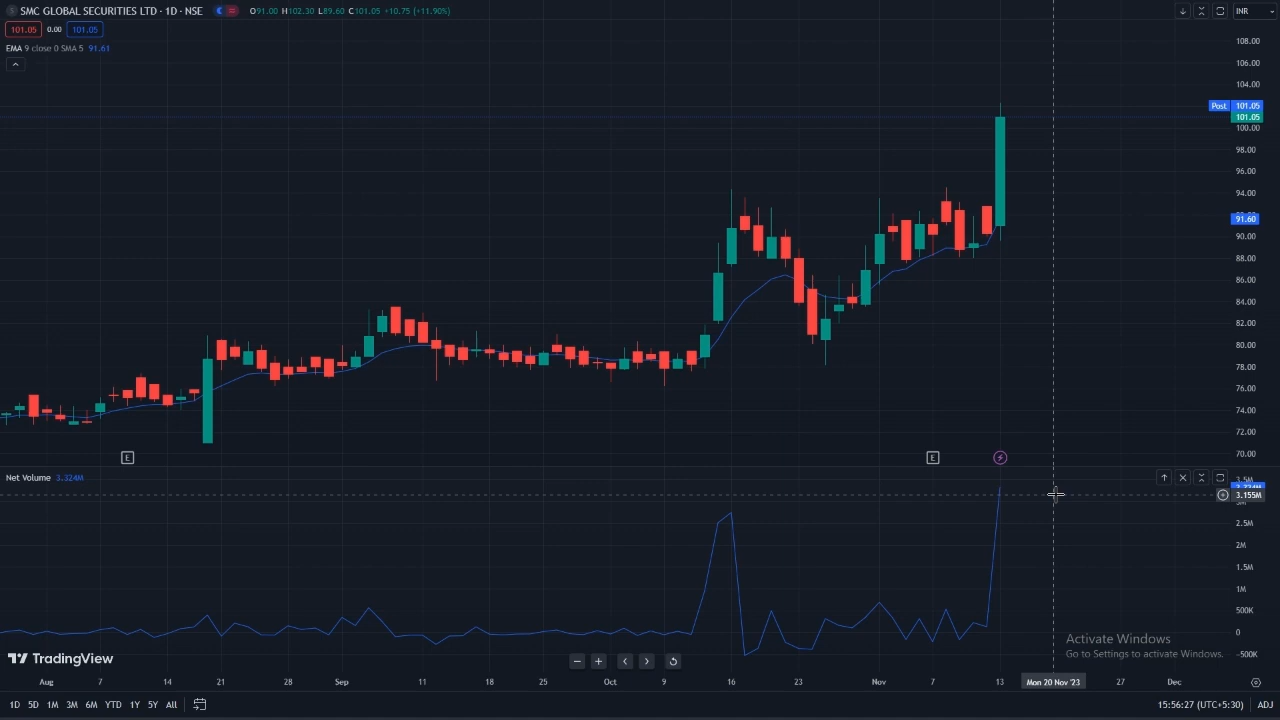 SMC GLOBAL SECURITIES LTD · 1D · NSE O91.00 H102.30 L89.60 C101.05 +10.75 (+11.90%) INR
101.05 0.00 101.05
EMA 9 close 0 SMA 5 91.61
108.00
106.00
104.00
Post 101.05
101.05
100.00
98.00
96.00
94.00
91.60
90.00
88.00
86.00
84.00
82.00
80.00
78.00
76.00
74.00
72.00
70.00
E E
Net Volume 3.324M
3.5M
3.155M
2.5M
2M
1.5M
1M
500K
0
−500K
Activate Windows
Go to Settings to activate Windows.
TradingView
Aug 7 14 21 28 Sep 11 18 25 Oct 9 16 23 Nov 7 13 Mon 20 Nov '23 27 Dec
1D 5D 1M 3M 6M YTD 1Y 5Y All 15:56:27 (UTC+5:30) ADJ